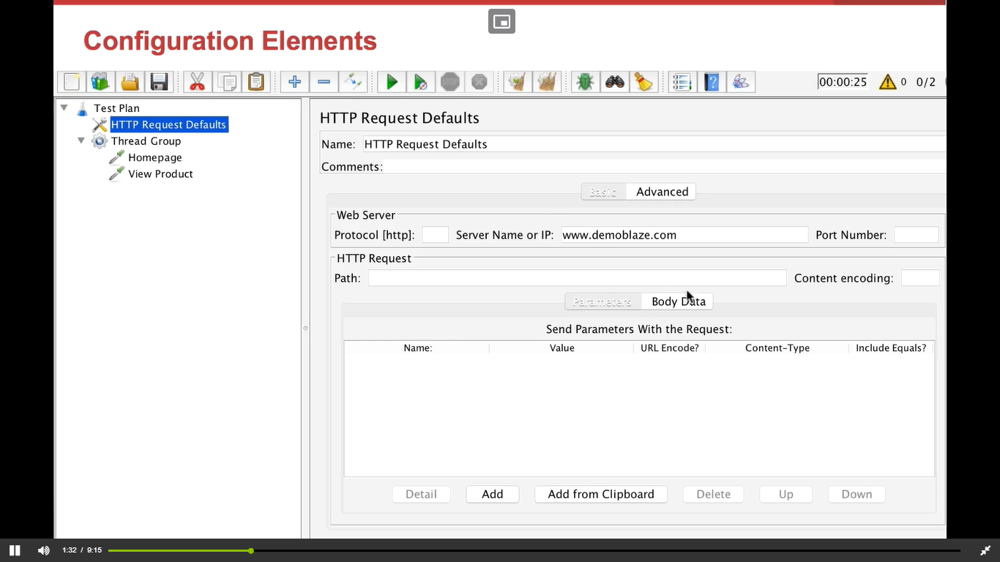 Configuration Elements
STOP
00:00:25 0 0/2
Test Plan
HTTP Request Defaults
Thread Group
Homepage
View Product
HTTP Request Defaults
Name: HTTP Request Defaults
Comments:
Basic Advanced
Web Server
Protocol [http]: Server Name or IP: www.demoblaze.com Port Number:
HTTP Request
Path: Content encoding:
Parameters Body Data
Send Parameters With the Request:
Name: Value URL Encode? Content-Type Include Equals?
Detail Add Add from Clipboard Delete Up Down
1:32 / 9:15